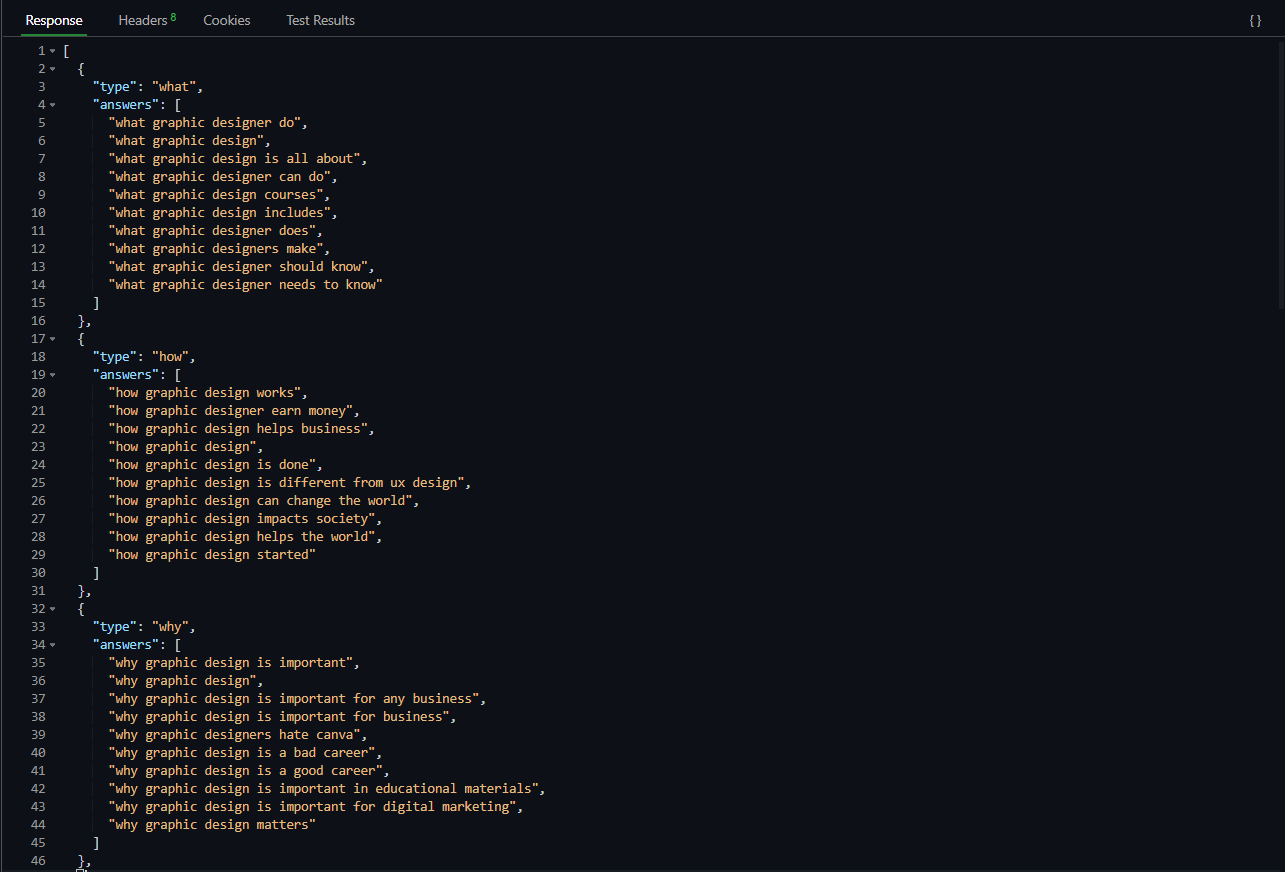 Response Headers 8 Cookies Test Results { }
1 [
2 {
3 "type": "what",
4 "answers": [
5 "what graphic designer do",
6 "what graphic design",
7 "what graphic design is all about",
8 "what graphic designer can do",
9 "what graphic design courses",
10 "what graphic design includes",
11 "what graphic designer does",
12 "what graphic designers make",
13 "what graphic designer should know",
14 "what graphic designer needs to know"
15 ]
16 },
17 {
18 "type": "how",
19 "answers": [
20 "how graphic design works",
21 "how graphic designer earn money",
22 "how graphic design helps business",
23 "how graphic design",
24 "how graphic design is done",
25 "how graphic design is different from ux design",
26 "how graphic design can change the world",
27 "how graphic design impacts society",
28 "how graphic design helps the world",
29 "how graphic design started"
30 ]
31 },
32 {
33 "type": "why",
34 "answers": [
35 "why graphic design is important",
36 "why graphic design",
37 "why graphic design is important for any business",
38 "why graphic design is important for business",
39 "why graphic designers hate canva",
40 "why graphic design is a bad career",
41 "why graphic design is a good career",
42 "why graphic design is important in educational materials",
43 "why graphic design is important for digital marketing",
44 "why graphic design matters"
45 ]
46 },